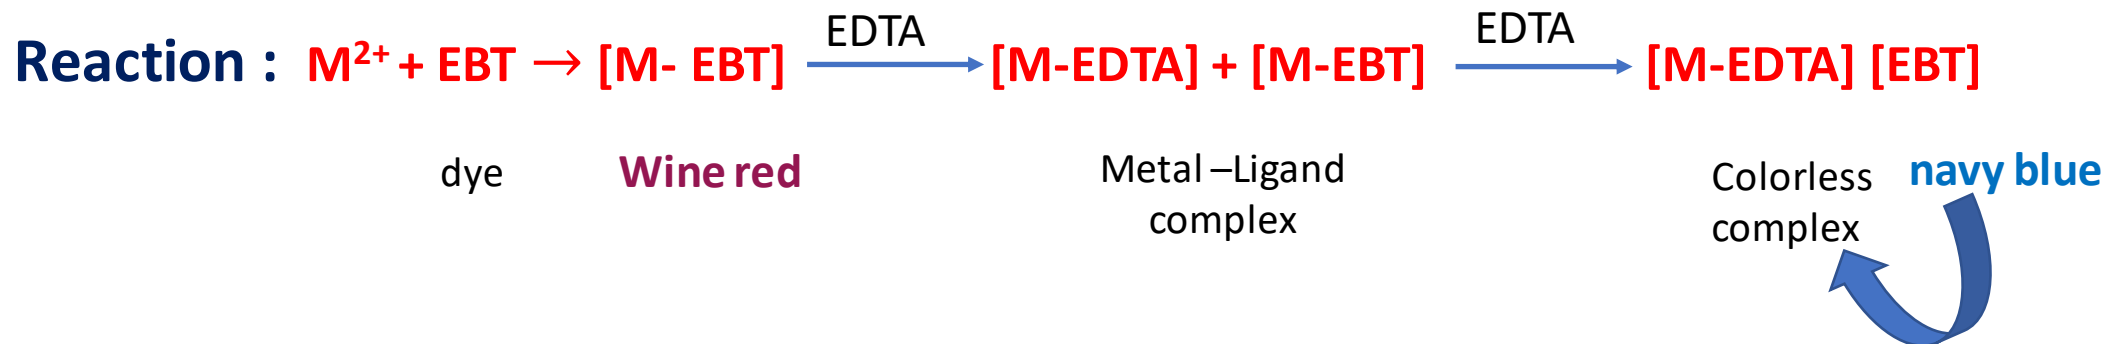 EDTA EDTA
Reaction : M²⁺ + EBT → [M- EBT] [M-EDTA] + [M-EBT] [M-EDTA] [EBT]
dye Wine red Metal –Ligand Colorless navy blue
complex complex